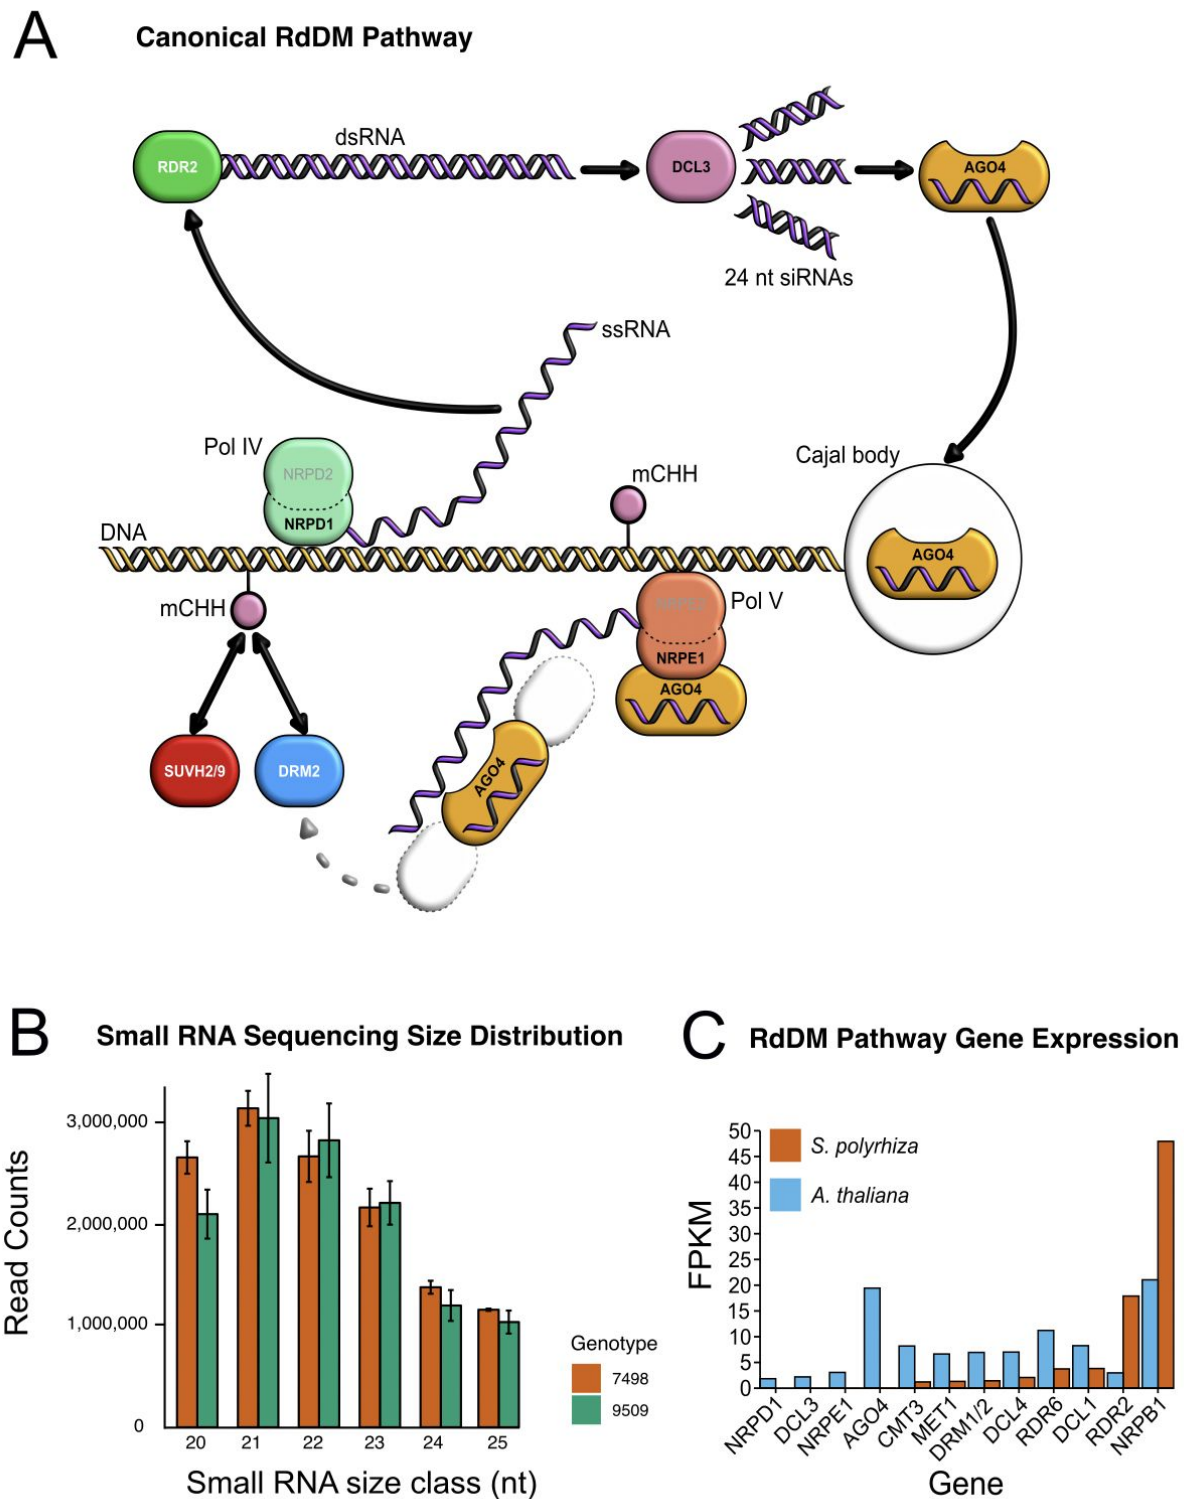 A
Canonical RdDM Pathway
dsRNA
RDR2
DCL3
AGO4
24 nt siRNAs
ssRNA
Pol IV
NRPD2
NRPD1
Cajal body
mCHH
DNA
AGO4
mCHH
Pol V
NRPE1
AGO4
AGO4
SUVH2/9
DRM2
B
Small RNA Sequencing Size Distribution
Read Counts
3,000,000
2,000,000
1,000,000
0
20 21 22 23 24 25
Small RNA size class (nt)
Genotype
7498
9509
C
RdDM Pathway Gene Expression
FPKM
50
45
40
35
30
25
20
15
10
5
0
S. polyrhiza
A. thaliana
NRPD1 DCL3 NRPE1 AGO4 CMT3 MET1 DRM1/2 DCL4 RDR6 DCL1 RDR2 NRPB1
Gene